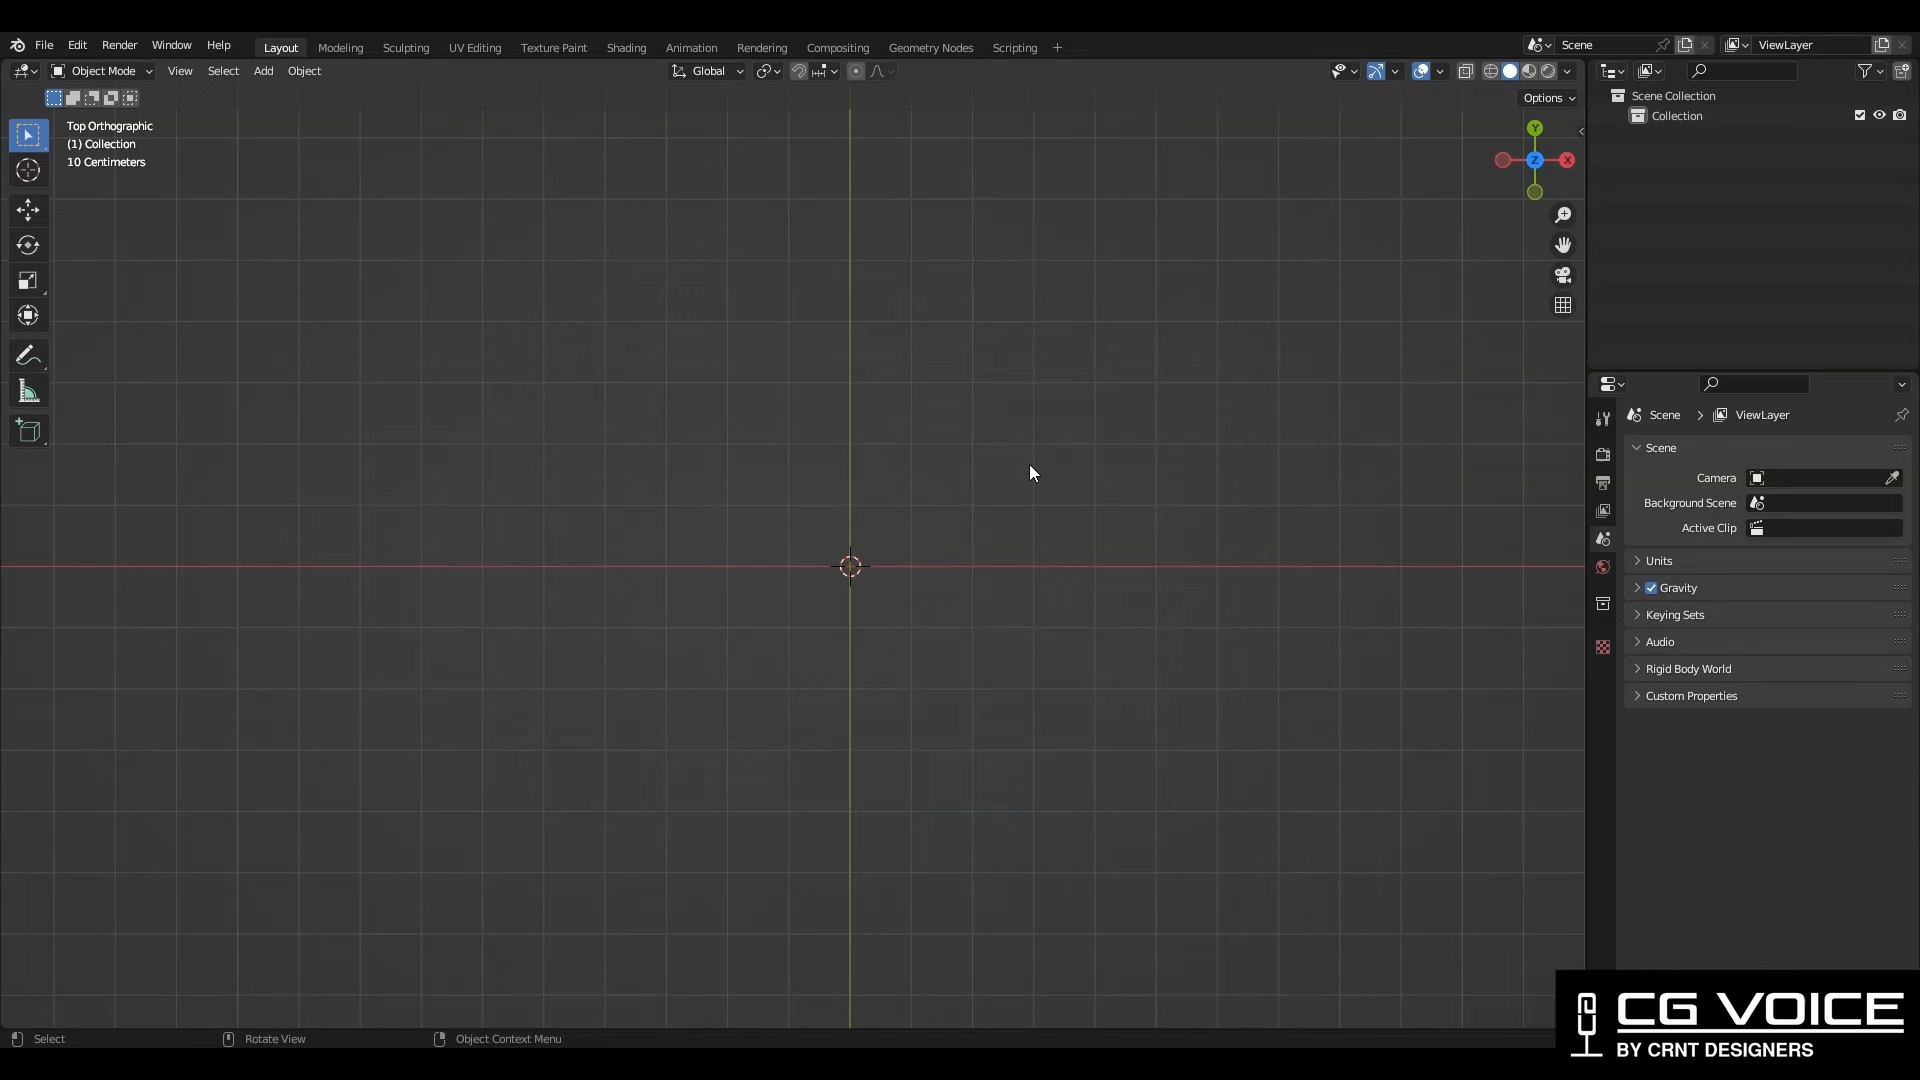 File Edit Render Window Help
Layout Modeling Sculpting UV Editing Texture Paint Shading Animation Rendering Compositing Geometry Nodes Scripting +
Scene
ViewLayer
Object Mode View Select Add Object
Global
Options
Top Orthographic
(1) Collection
10 Centimeters
Y
Z
X
Scene Collection
Collection
Scene > ViewLayer
Scene
Camera
Background Scene
Active Clip
Units
Gravity
Keying Sets
Audio
Rigid Body World
Custom Properties
Select
Rotate View
Object Context Menu
CG VOICE
BY CRNT DESIGNERS